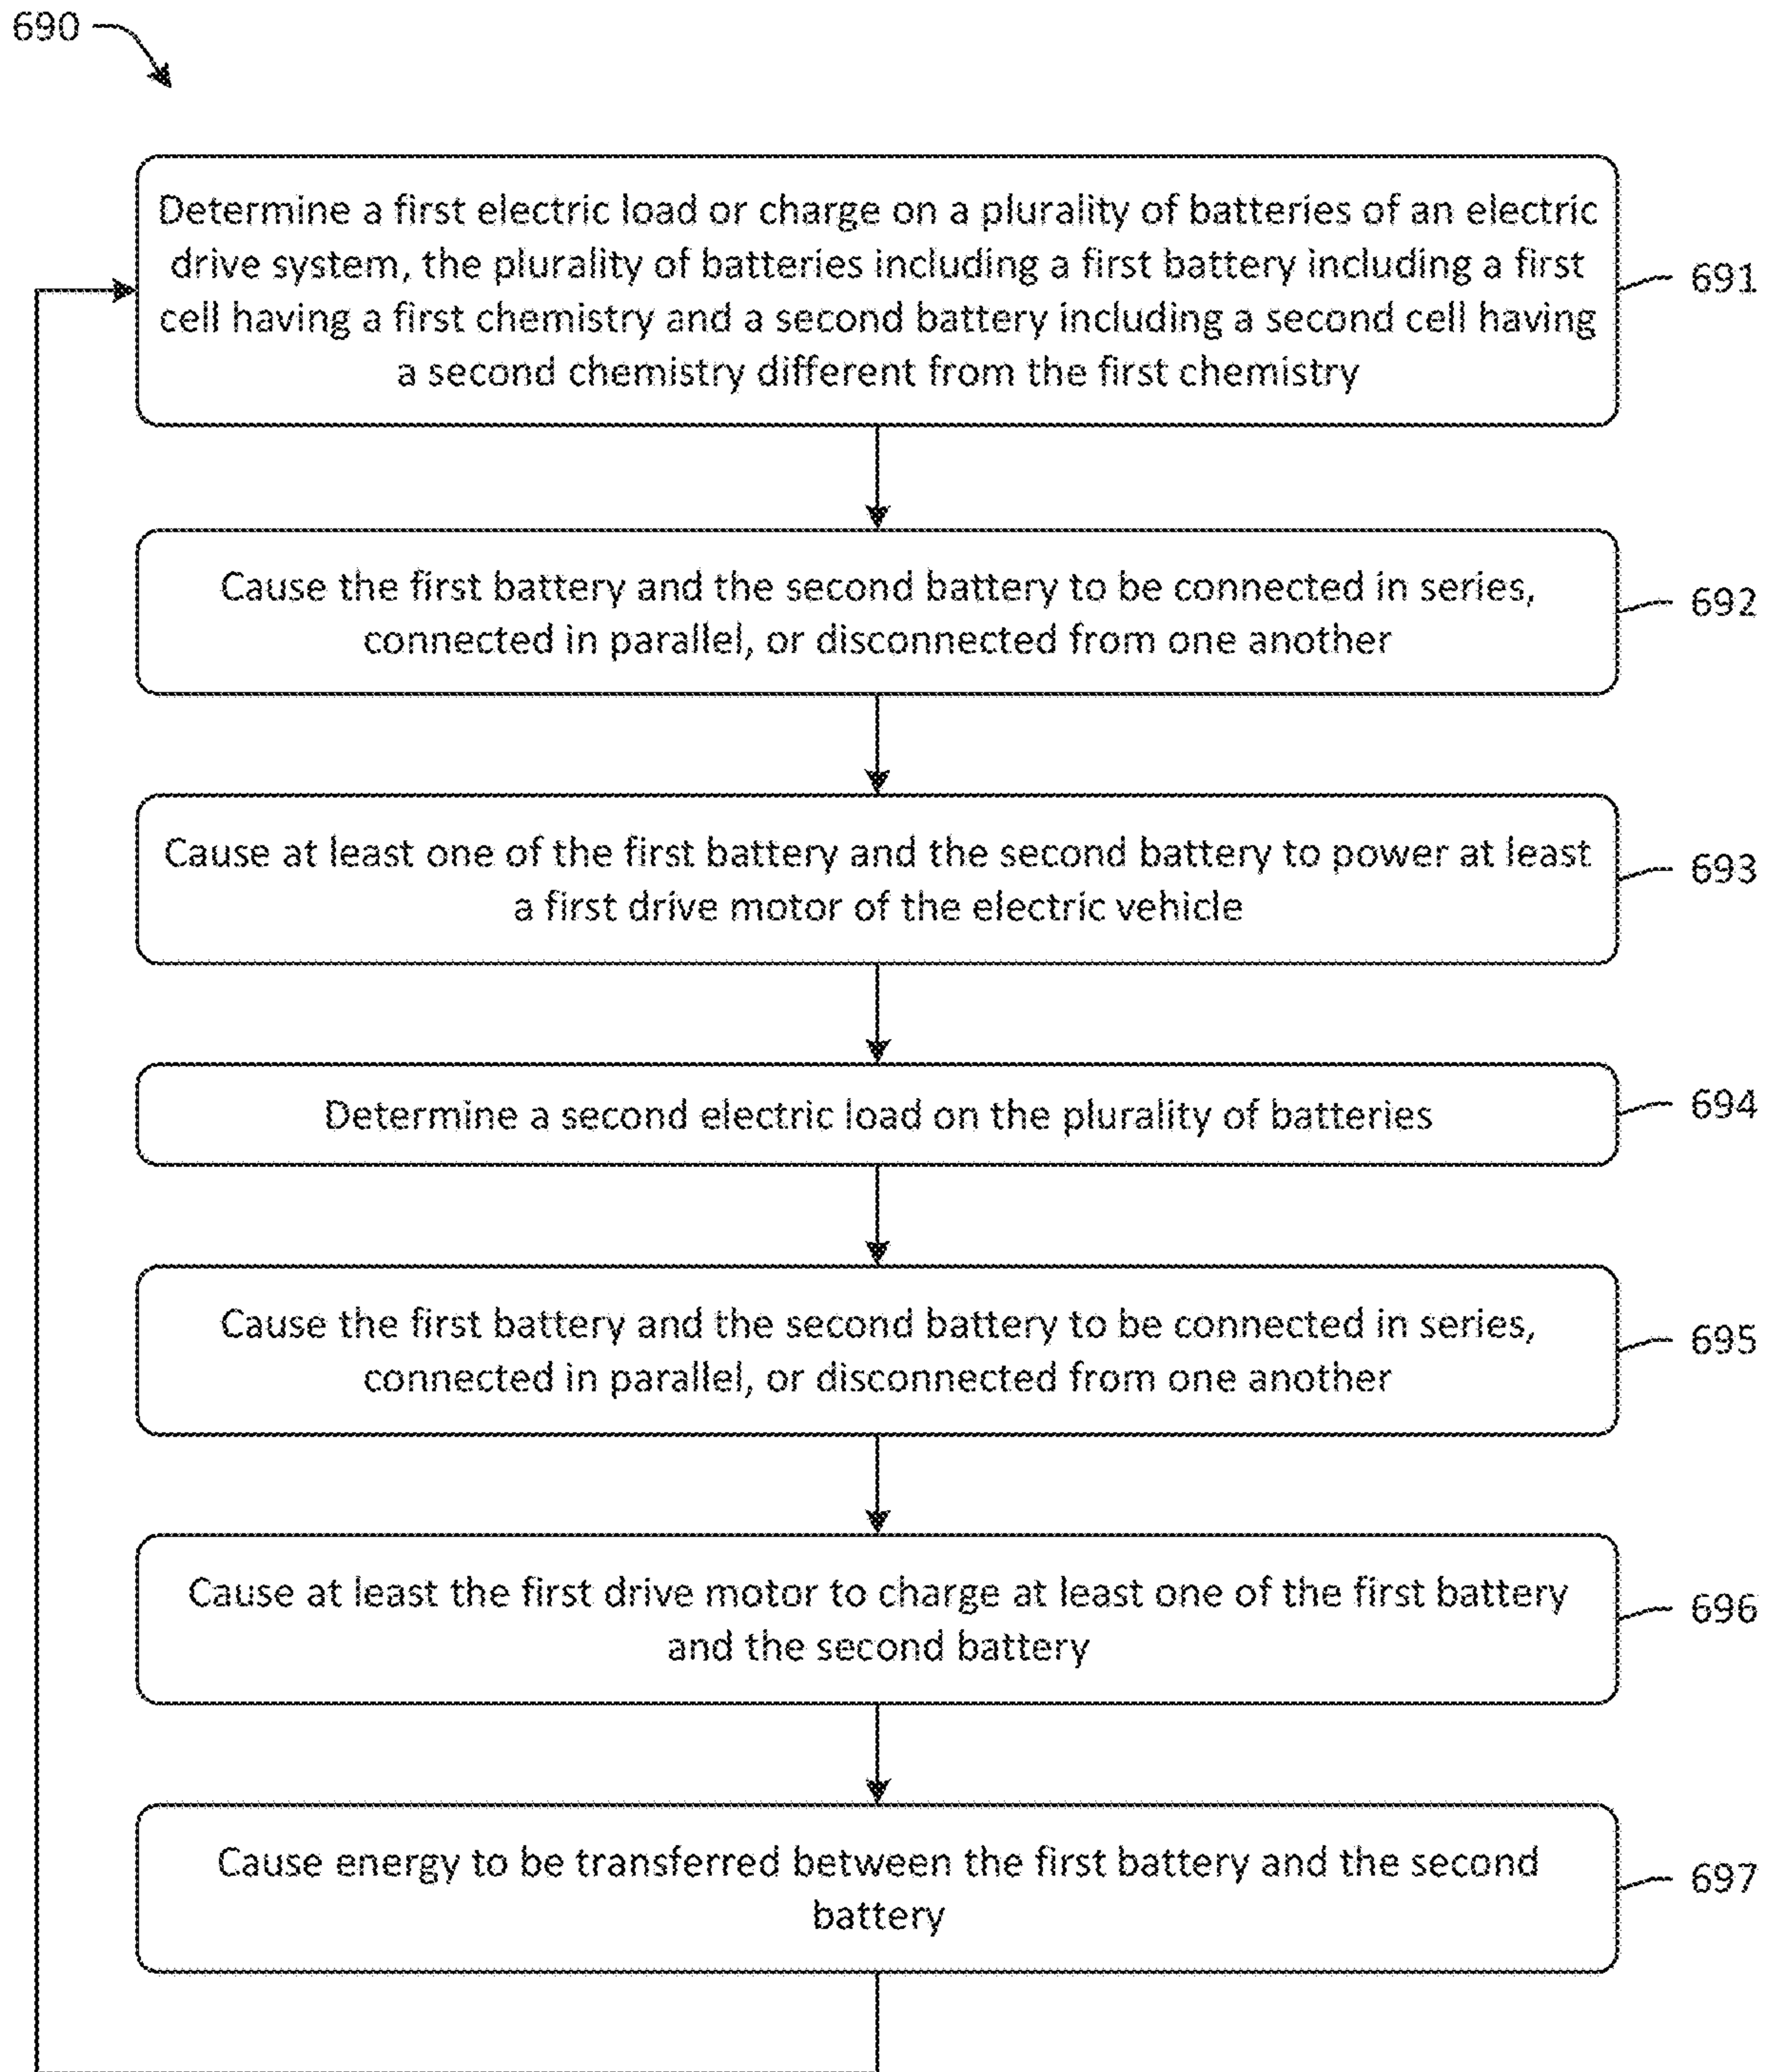 690
Determine a first electric load or charge on a plurality of batteries of an electric
drive system, the plurality of batteries including a first battery including a first
cell having a first chemistry and a second battery including a second cell having
a second chemistry different from the first chemistry
691
Cause the first battery and the second battery to be connected in series,
connected in parallel, or disconnected from one another
692
Cause at least one of the first battery and the second battery to power at least
a first drive motor of the electric vehicle
693
Determine a second electric load on the plurality of batteries
694
Cause the first battery and the second battery to be connected in series,
connected in parallel, or disconnected from one another
695
Cause at least the first drive motor to charge at least one of the first battery
and the second battery
696
Cause energy to be transferred between the first battery and the second
battery
697